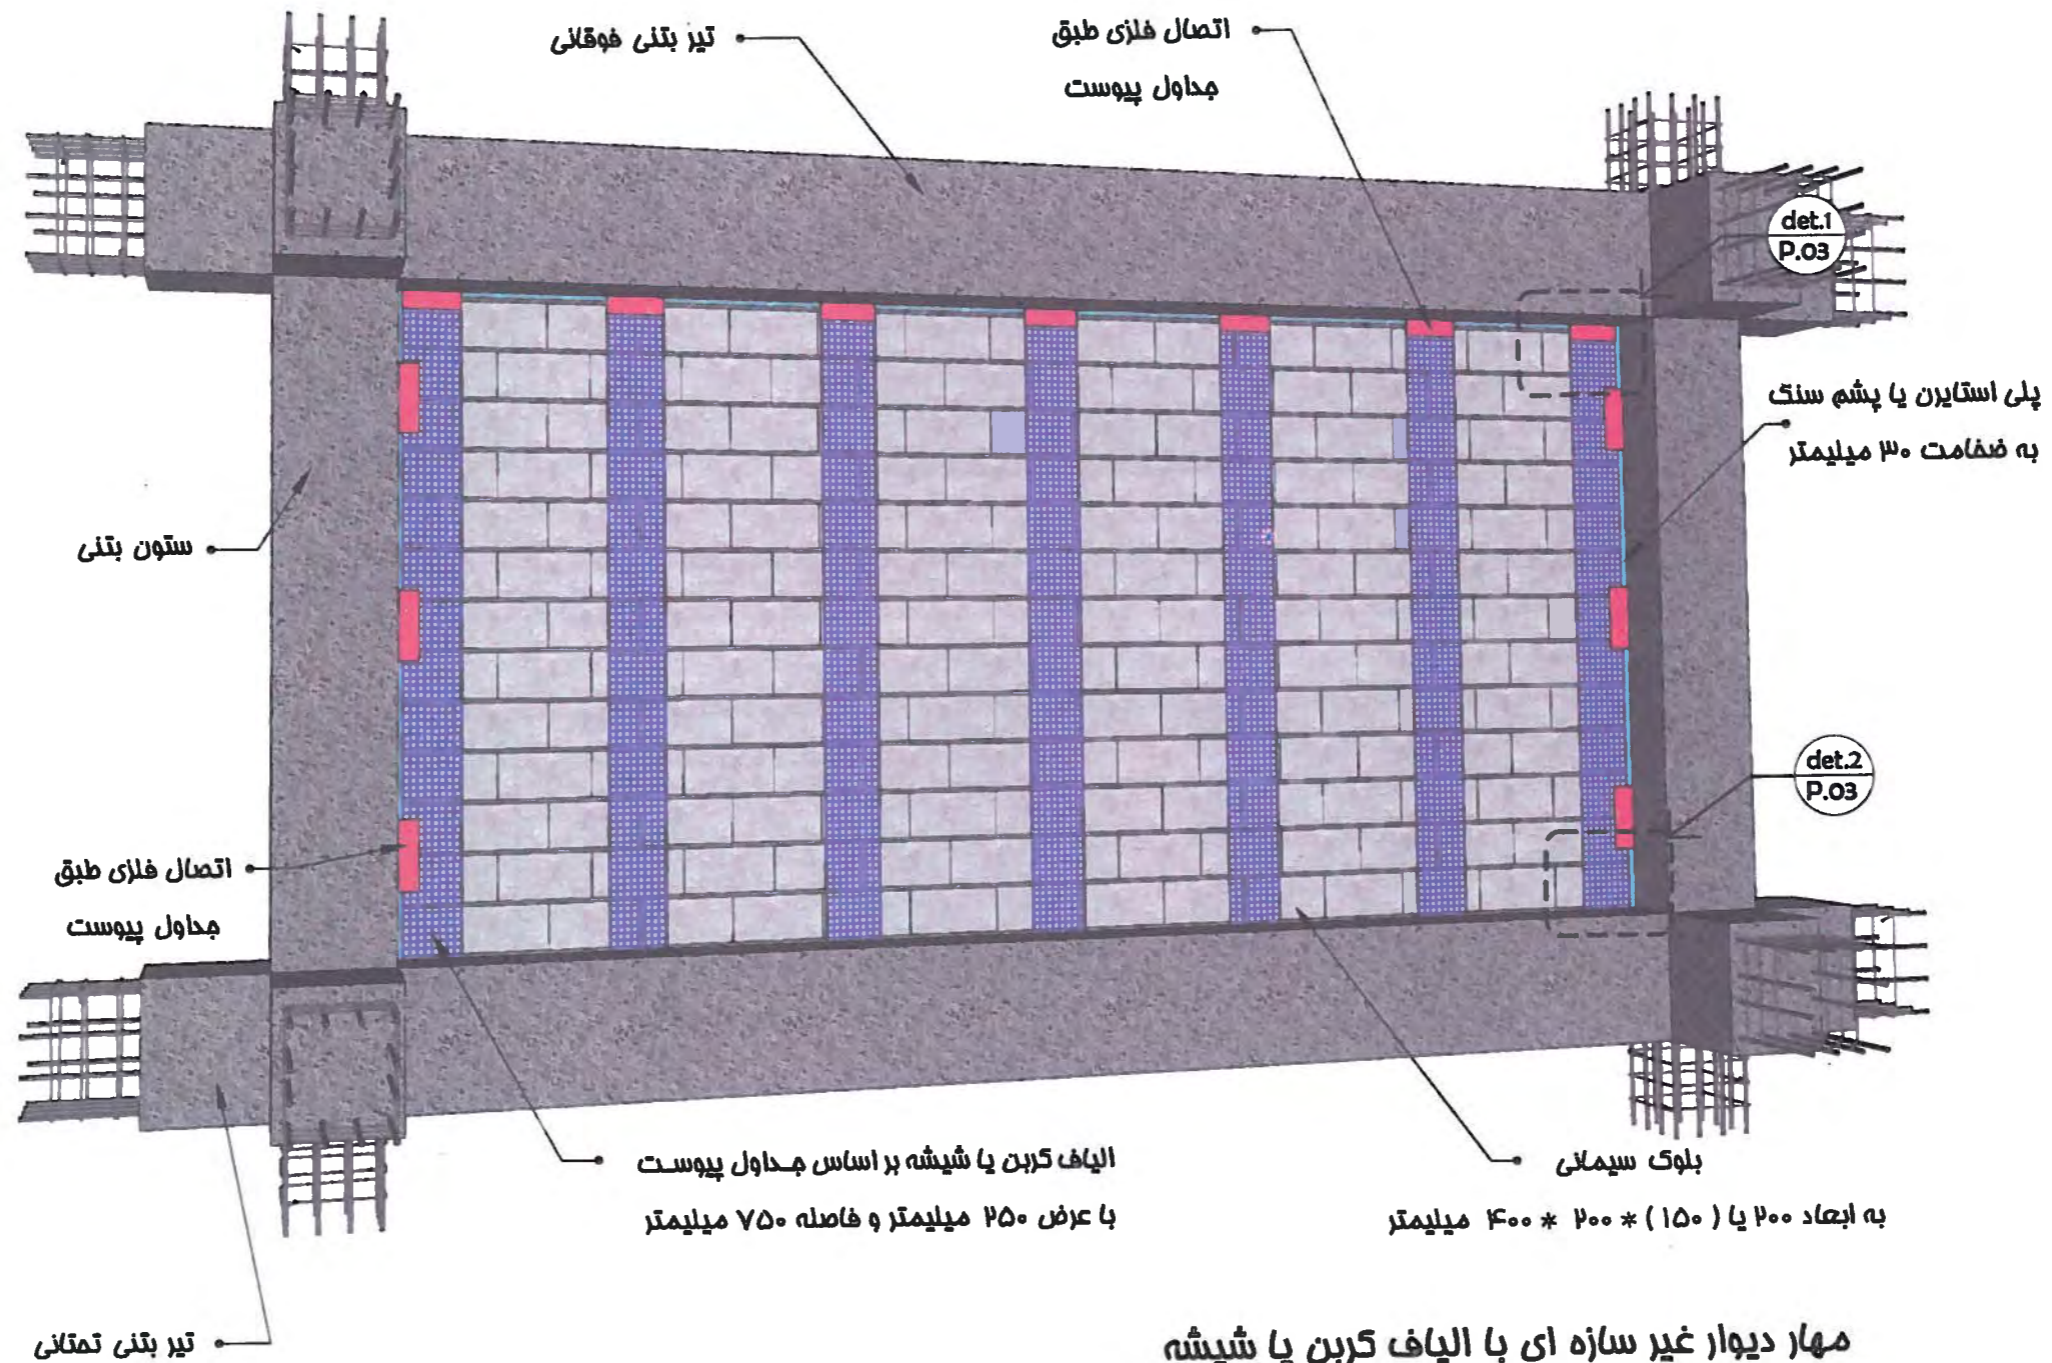 تیر بتنی فوقانی
اتصال فلزی طبق
جداول پیوست
det.1
P.03
پلی استایرن یا پشم سنگ
به ضخامت ۳۰ میلیمتر
ستون بتنی
det.2
P.03
اتصال فلزی طبق
جداول پیوست
الیاف کربن یا شیشه بر اساس جداول پیوست
با عرض ۲۵۰ میلیمتر و فاصله ۷۵۰ میلیمتر
بلوک سیمانی
به ابعاد ۲۰۰ یا ( ۱۵۰ ) * ۲۰۰ * ۴۰۰ میلیمتر
تیر بتنی تحتانی
مهار دیوار غیر سازه ای با الیاف کربن یا شیشه